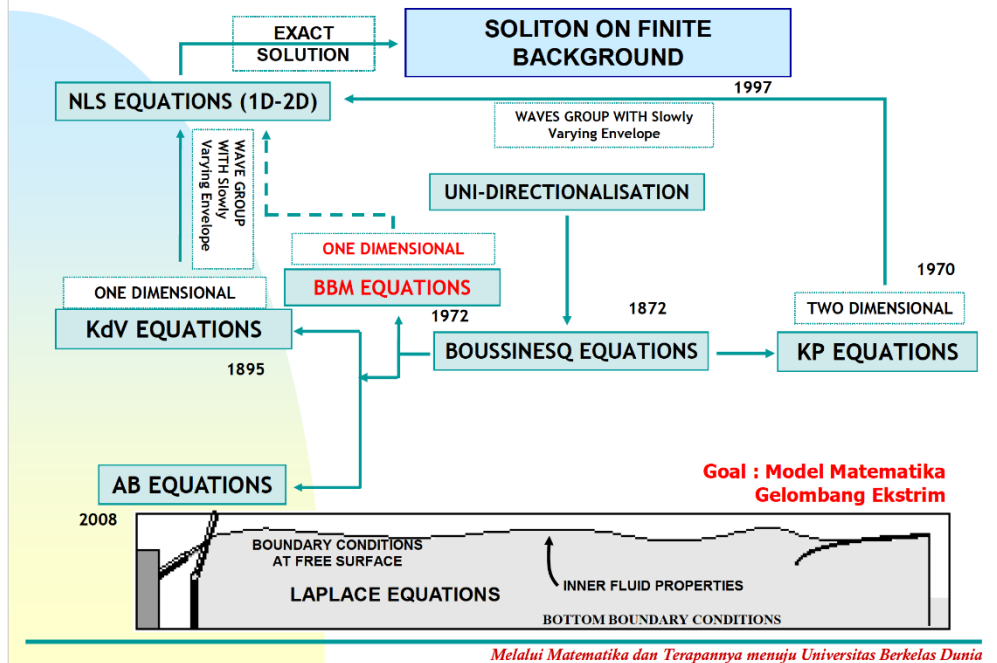 EXACT
SOLUTION
SOLITON ON FINITE
BACKGROUND
NLS EQUATIONS (1D-2D)
1997
WAVES GROUP WITH Slowly
Varying Envelope
WAVE GROUP
WITH Slowly
Varying Envelope
UNI-DIRECTIONALISATION
ONE DIMENSIONAL
BBM EQUATIONS
1972
ONE DIMENSIONAL
KdV EQUATIONS
1895
1872
BOUSSINESQ EQUATIONS
1970
TWO DIMENSIONAL
KP EQUATIONS
AB EQUATIONS
2008
Goal : Model Matematika
Gelombang Ekstrim
BOUNDARY CONDITIONS
AT FREE SURFACE
LAPLACE EQUATIONS
INNER FLUID PROPERTIES
BOTTOM BOUNDARY CONDITIONS
Melalui Matematika dan Terapannya menuju Universitas Berkelas Dunia